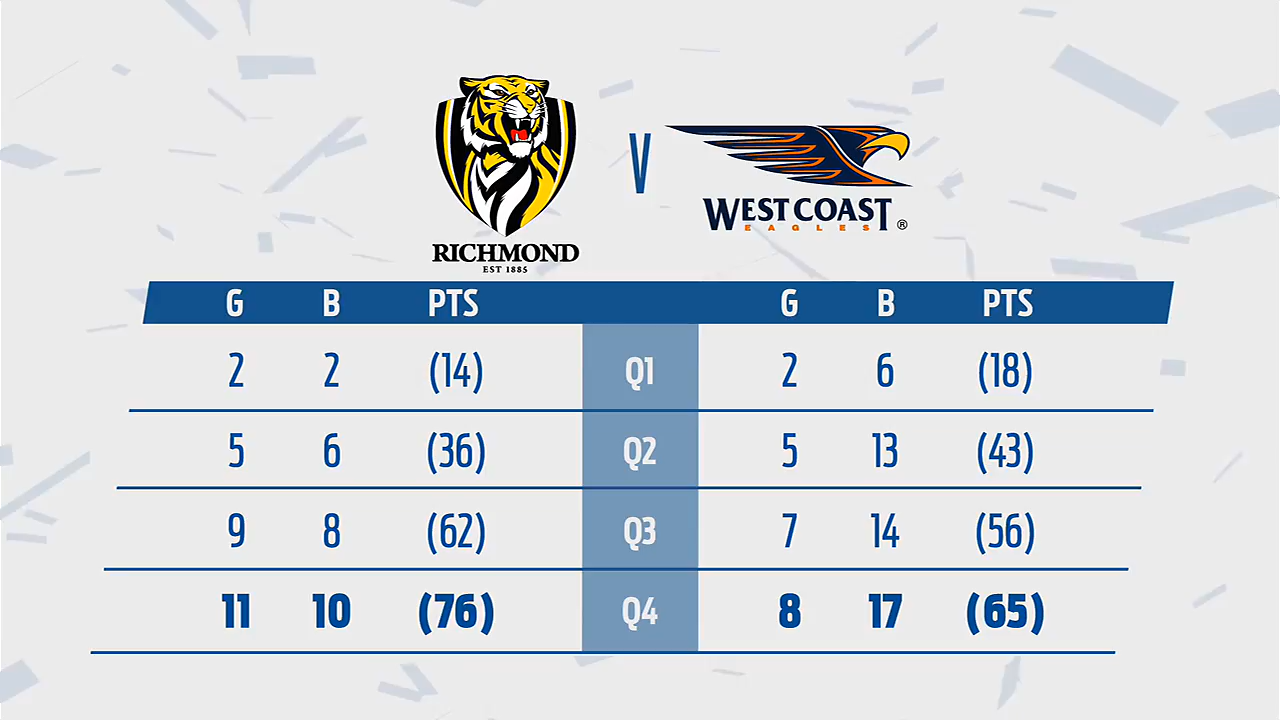 V
WEST COAST ®
EAGLES
RICHMOND
EST 1885
G B PTS G B PTS
2 2 (14) Q1 2 6 (18)
5 6 (36) Q2 5 13 (43)
9 8 (62) Q3 7 14 (56)
11 10 (76) Q4 8 17 (65)